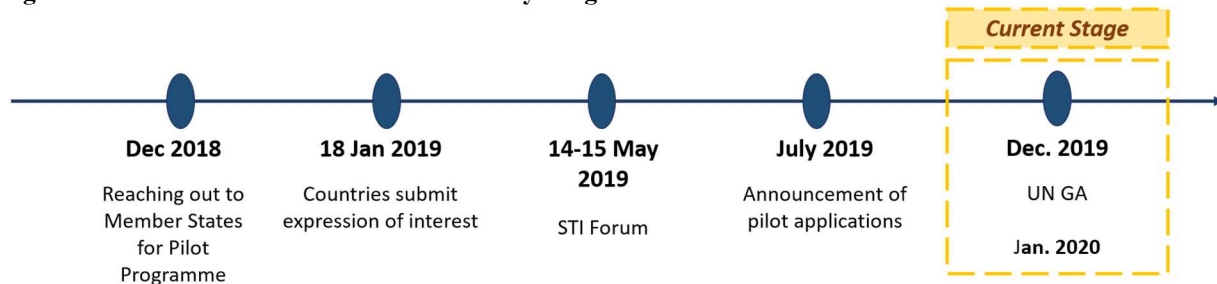 Current Stage
Dec 2018
Reaching out to
Member States
for Pilot
Programme
18 Jan 2019
Countries submit
expression of interest
14-15 May
2019
STI Forum
July 2019
Announcement of
pilot applications
Dec. 2019
UN GA
Jan. 2020